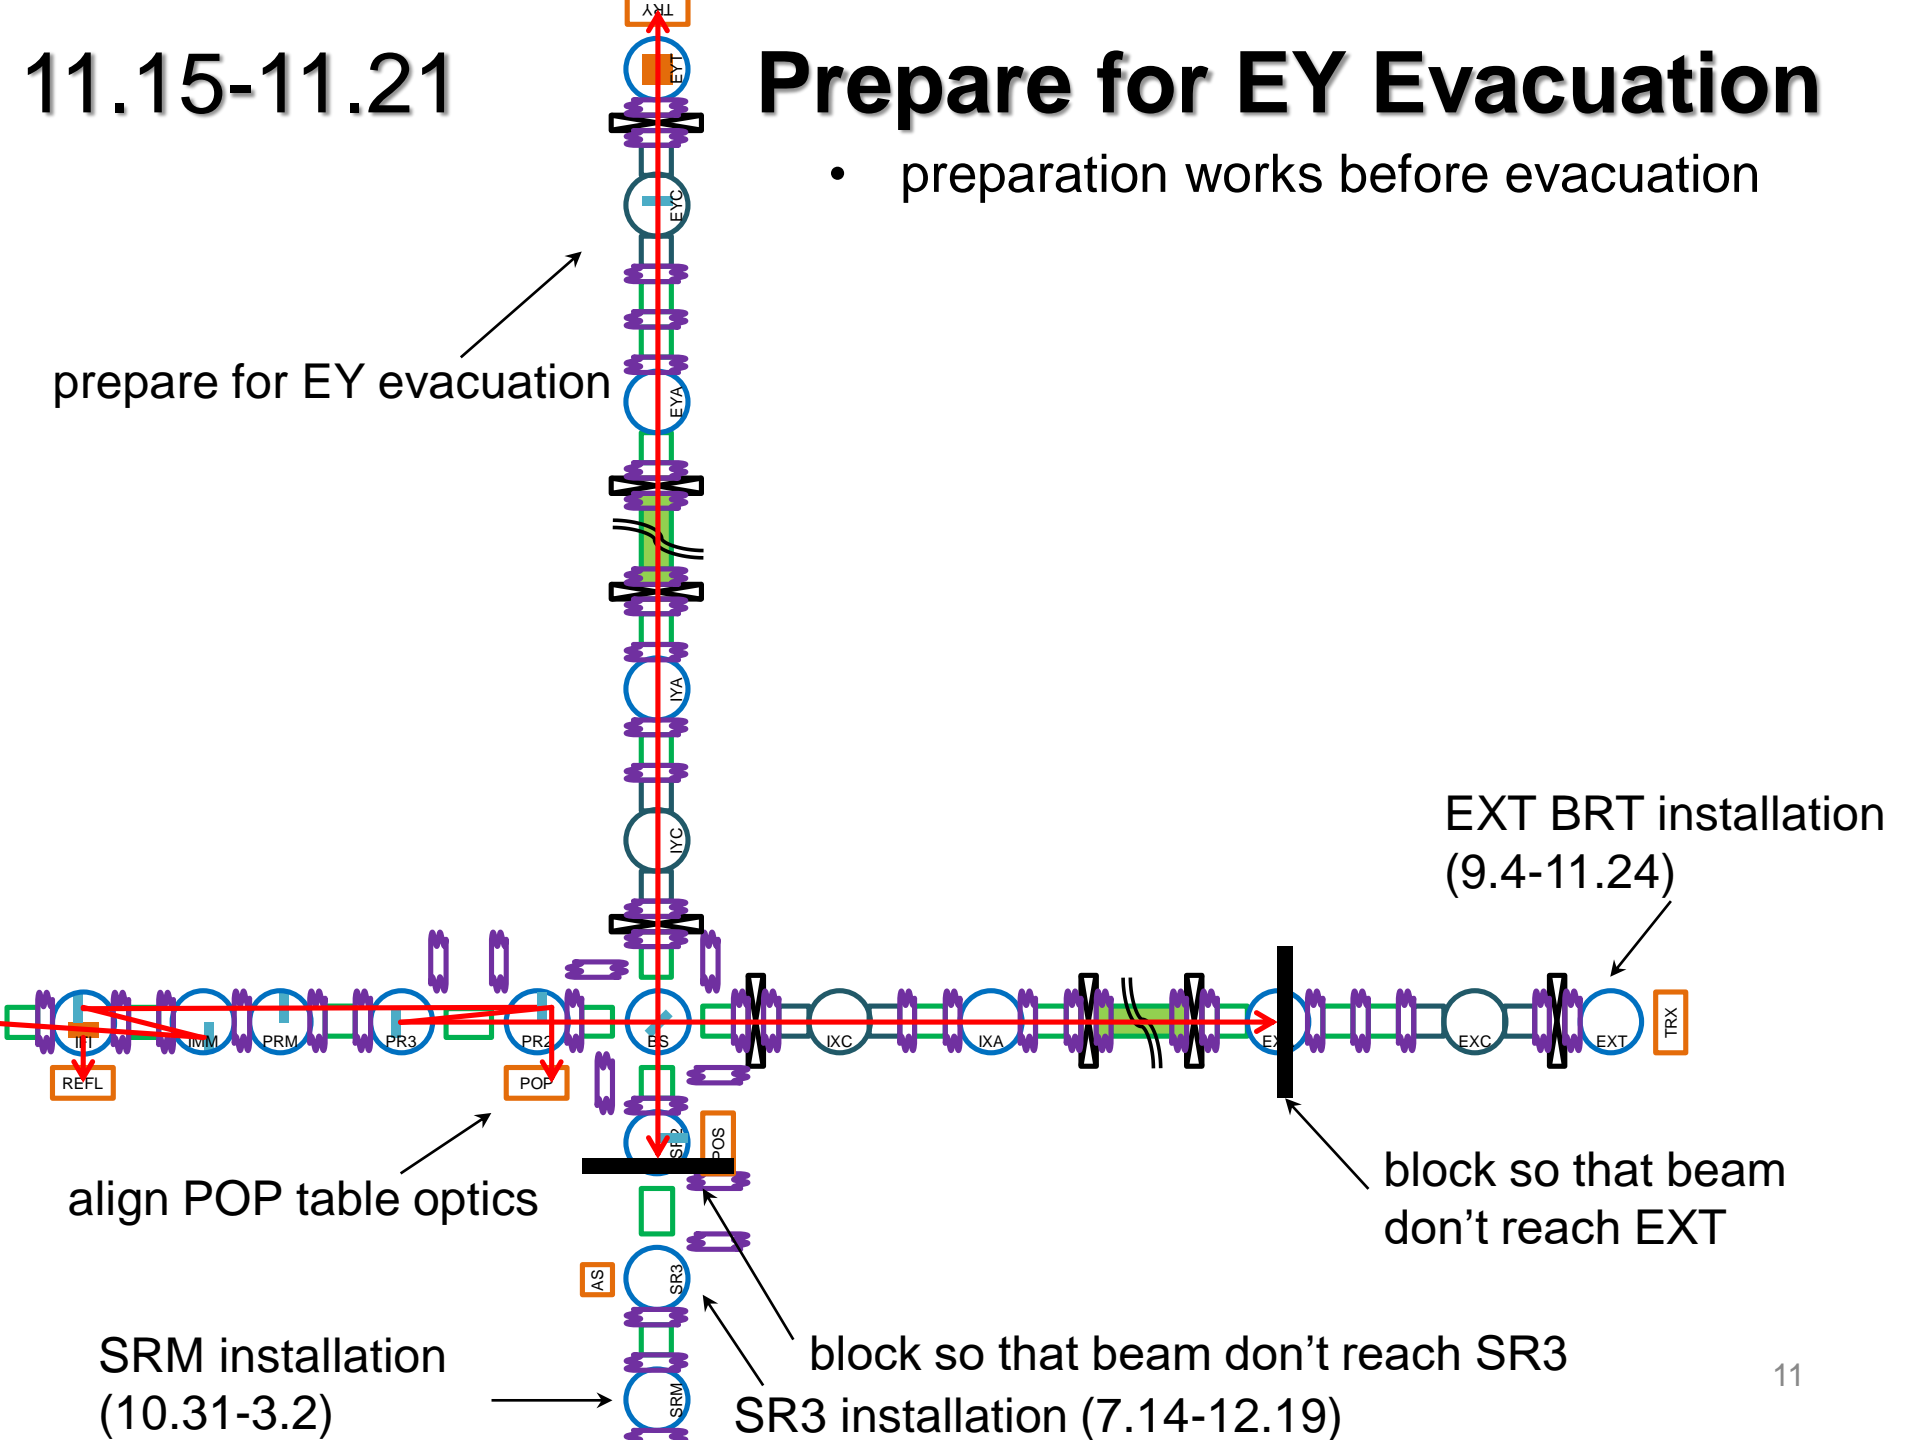 TRY
11.15-11.21
Prepare for EY Evacuation
• preparation works before evacuation
EYT
EYC
prepare for EY evacuation
EYA
IYA
IYC
EXT BRT installation
(9.4-11.24)
IFI
IMM
PRM
PR3
PR2
BS
IXC
IXA
EXC
EXT
TRX
REFL
POP
POS
align POP table optics
block so that beam
don’t reach EXT
AS
SR3
block so that beam don’t reach SR3
SRM installation
(10.31-3.2)
SRM
SR3 installation (7.14-12.19)
11